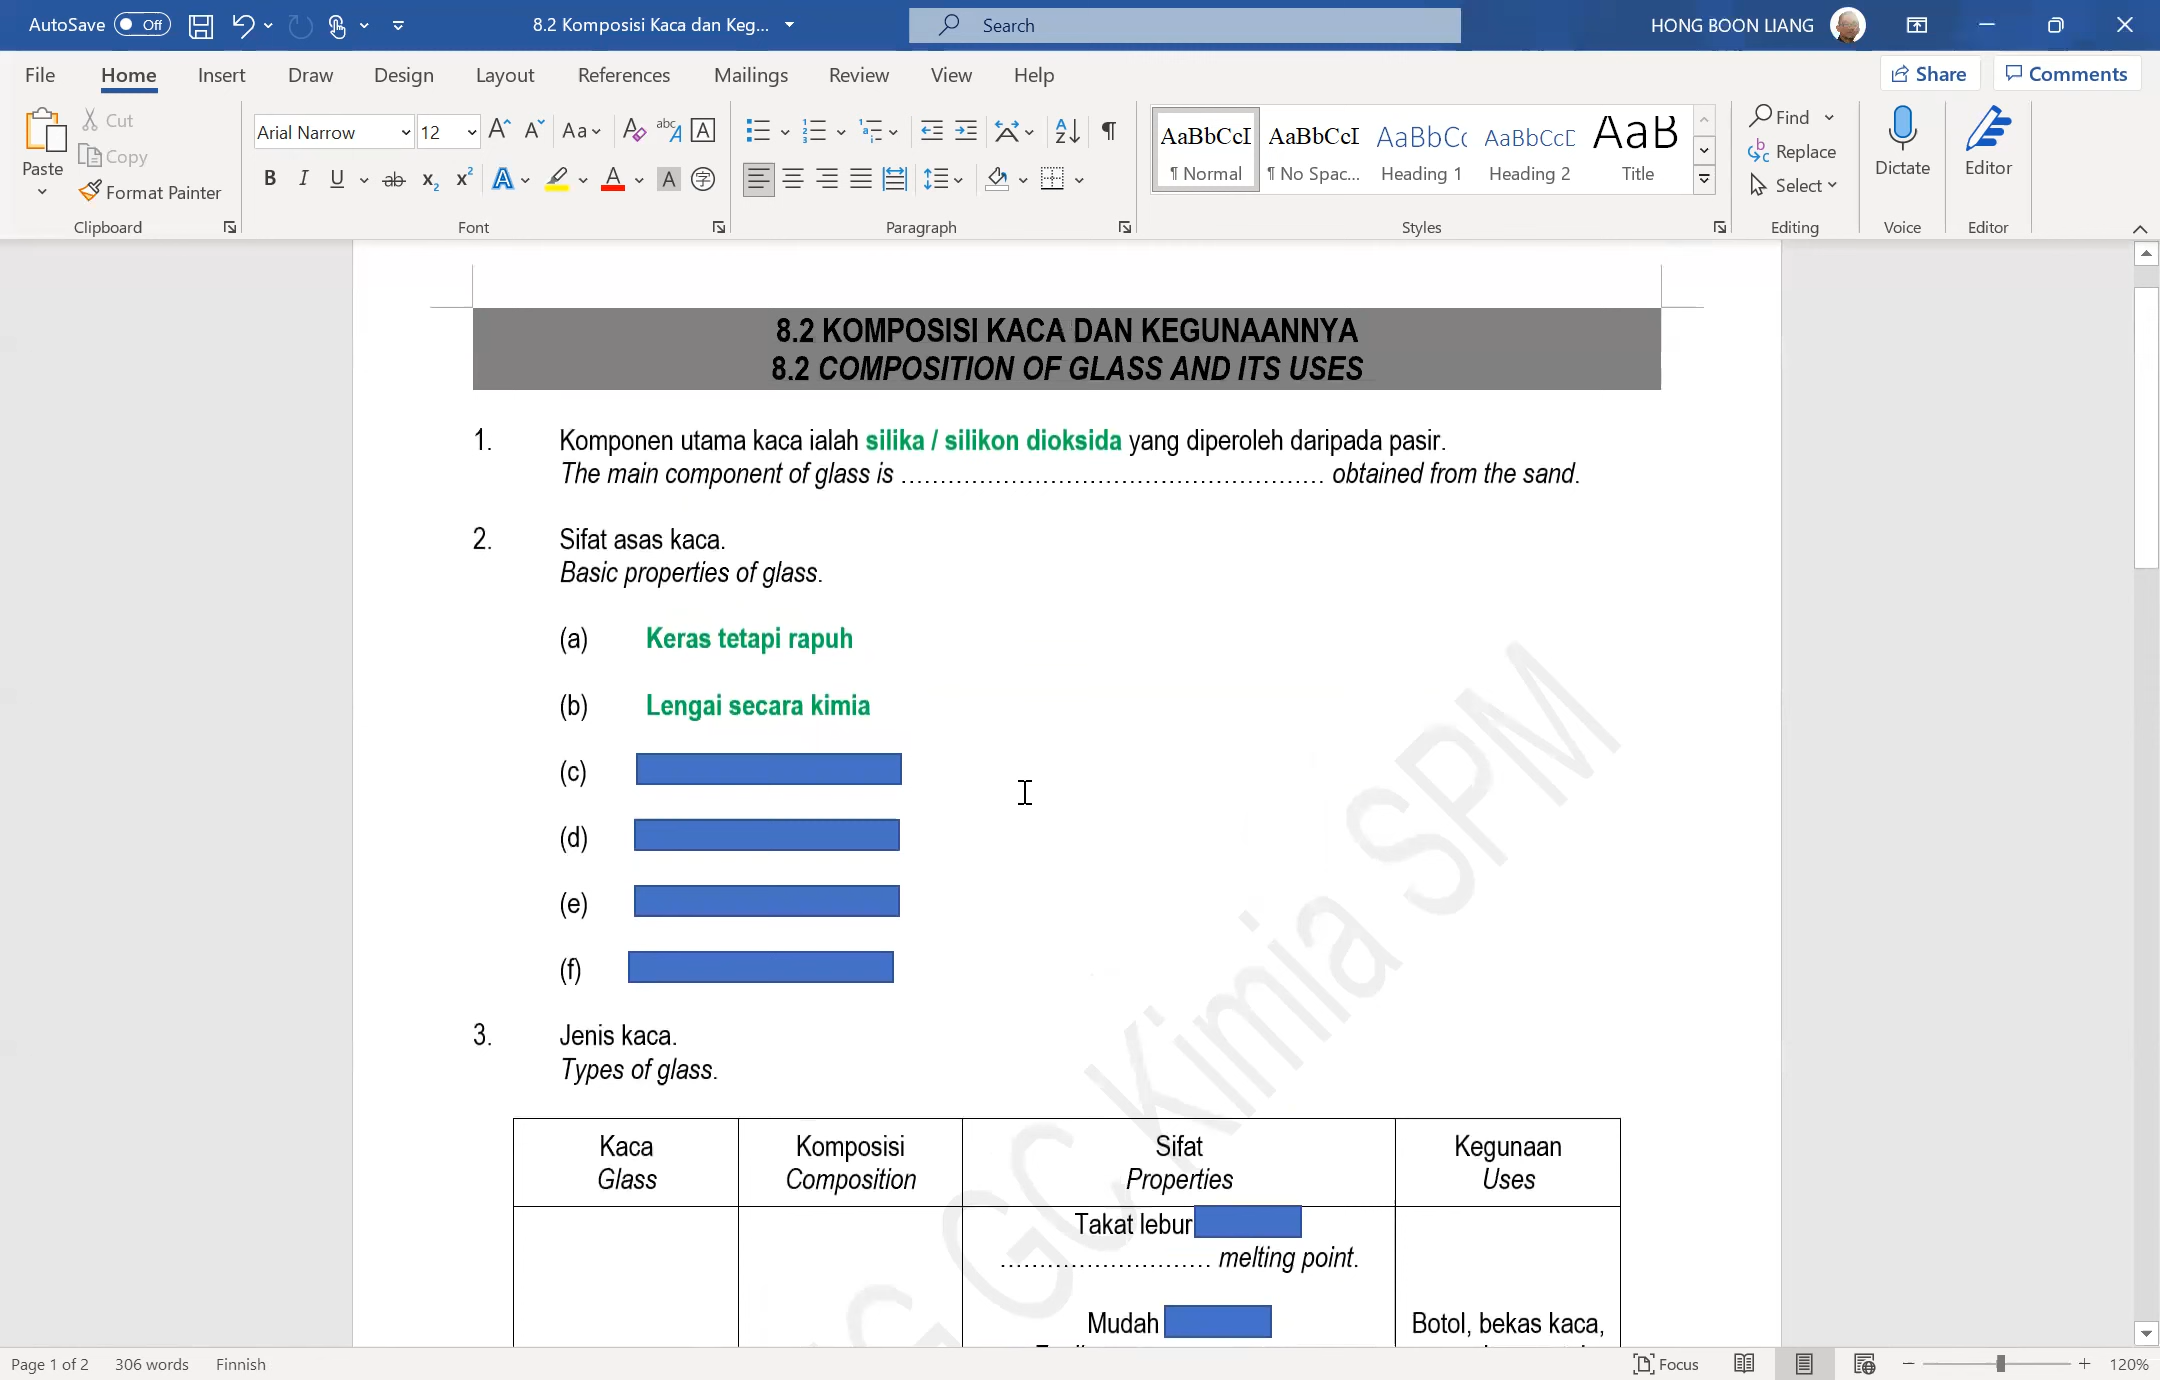 AutoSave Off 8.2 Komposisi Kaca dan Keg... Search HONG BOON LIANG
File Home Insert Draw Design Layout References Mailings Review View Help Share Comments
Paste Cut Copy Format Painter Clipboard
Arial Narrow 12 Font
Paragraph
AaBbCcI AaBbCcI AaBbC AaBbCcD AaB
¶ Normal ¶ No Spac... Heading 1 Heading 2 Title
Styles
Find Replace Select Editing
Dictate Voice
Editor Editor
8.2 KOMPOSISI KACA DAN KEGUNAANNYA
8.2 COMPOSITION OF GLASS AND ITS USES
1. Komponen utama kaca ialah silika / silikon dioksida yang diperoleh daripada pasir.
The main component of glass is ...................................................... obtained from the sand.
2. Sifat asas kaca.
Basic properties of glass.
(a) Keras tetapi rapuh
(b) Lengai secara kimia
(c)
(d)
(e)
(f)
3. Jenis kaca.
Types of glass.
Kaca Komposisi Sifat Kegunaan
Glass Composition Properties Uses
Takat lebur
........................... melting point.
Mudah Botol, bekas kaca,
GC Kimia SPM
Page 1 of 2 306 words Finnish Focus 120%